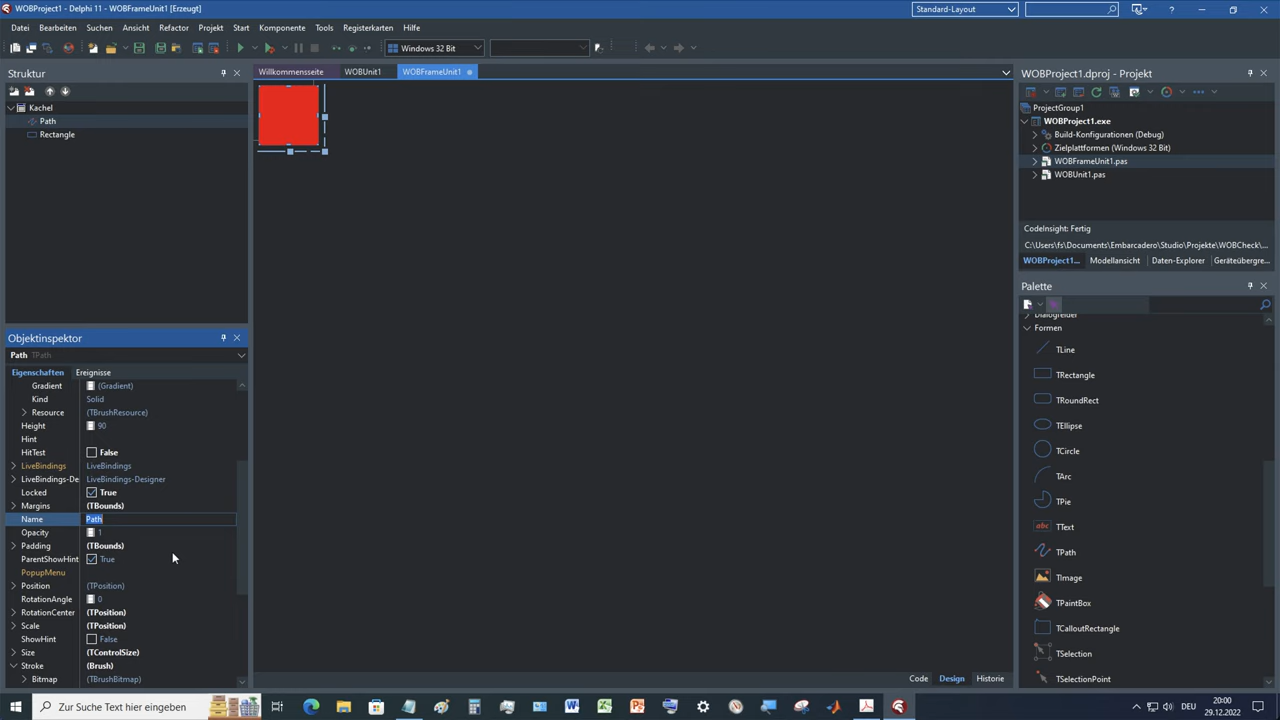 WOBProject1 - Delphi 11 - WOBFrameUnit1 [Erzeugt]
Standard-Layout
Datei Bearbeiten Suchen Ansicht Refactor Projekt Start Komponente Tools Registerkarten Hilfe
Windows 32 Bit
Struktur
Kachel
Path
Rectangle
Willkommensseite WOBUnit1 WOBFrameUnit1
WOBProject1.dproj - Projekt
ProjectGroup1
WOBProject1.exe
Build-Konfigurationen (Debug)
Zielplattformen (Windows 32 Bit)
WOBFrameUnit1.pas
WOBUnit1.pas
CodeInsight: Fertig
C:\Users\fs\Documents\Embarcadero\Studio\Projekte\WOBCheck\...
WOBProject1... Modellansicht Daten-Explorer Geräteübergre...
Objektinspektor
Path TPath
Eigenschaften Ereignisse
Gradient (Gradient)
Kind Solid
Resource (TBrushResource)
Height 90
Hint
HitTest False
LiveBindings LiveBindings
LiveBindings-De LiveBindings-Designer
Locked True
Margins (TBounds)
Name Path
Opacity 1
Padding (TBounds)
ParentShowHint True
PopupMenu
Position (TPosition)
RotationAngle 0
RotationCenter (TPosition)
Scale (TPosition)
ShowHint False
Size (TControlSize)
Stroke (Brush)
Bitmap (TBrushBitmap)
Palette
Dialogfelder
Formen
TLine
TRectangle
TRoundRect
TEllipse
TCircle
TArc
TPie
abc TText
TPath
TImage
TPaintBox
TCalloutRectangle
TSelection
TSelectionPoint
Code Design Historie
Zur Suche Text hier eingeben
DEU
20:00
29.12.2022